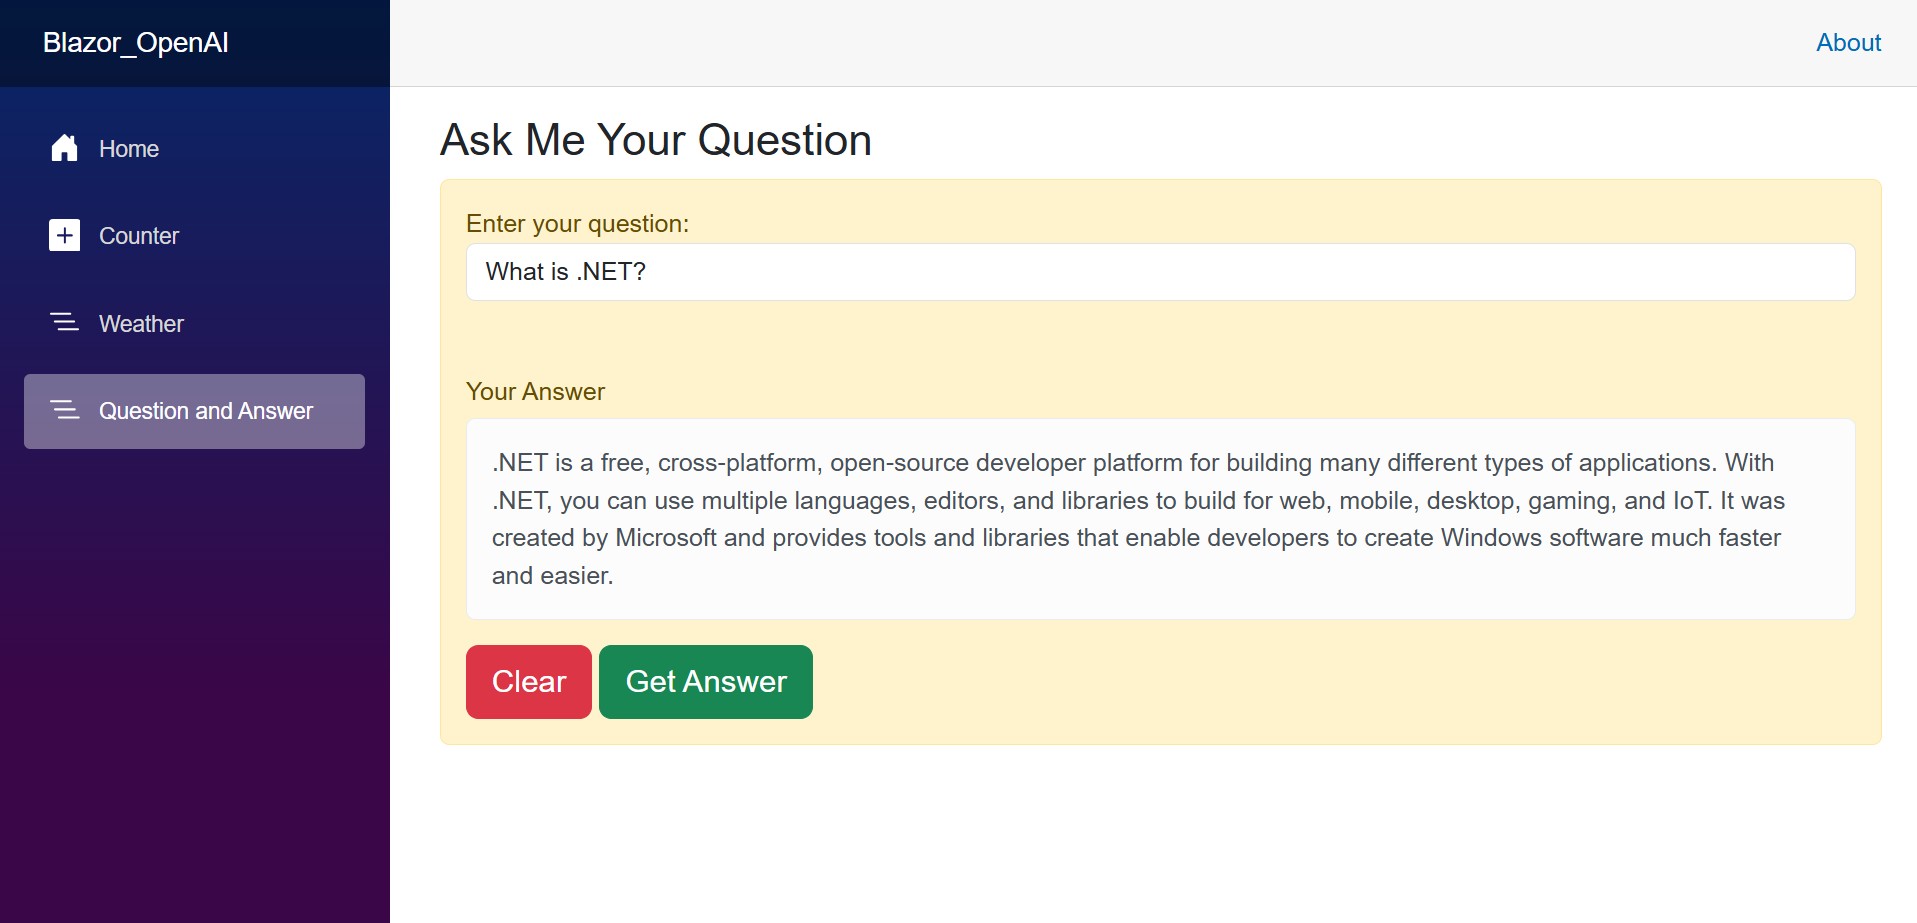 Blazor_OpenAI
About
Home
Counter
Weather
Question and Answer
Ask Me Your Question
Enter your question:
What is .NET?
Your Answer
.NET is a free, cross-platform, open-source developer platform for building many different types of applications. With
.NET, you can use multiple languages, editors, and libraries to build for web, mobile, desktop, gaming, and IoT. It was
created by Microsoft and provides tools and libraries that enable developers to create Windows software much faster
and easier.
Clear
Get Answer